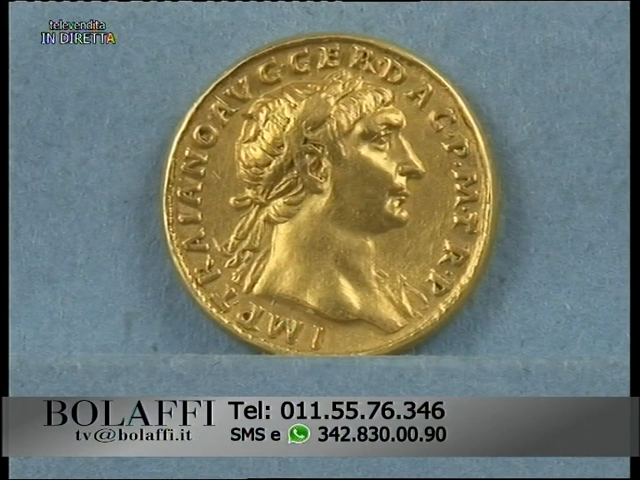 televendita
IN DIRETTA
IMP TRAIANO AVG GER DAC P·M·TR·P
BOLAFFI
tv@bolaffi.it
Tel: 011.55.76.346
SMS e 342.830.00.90